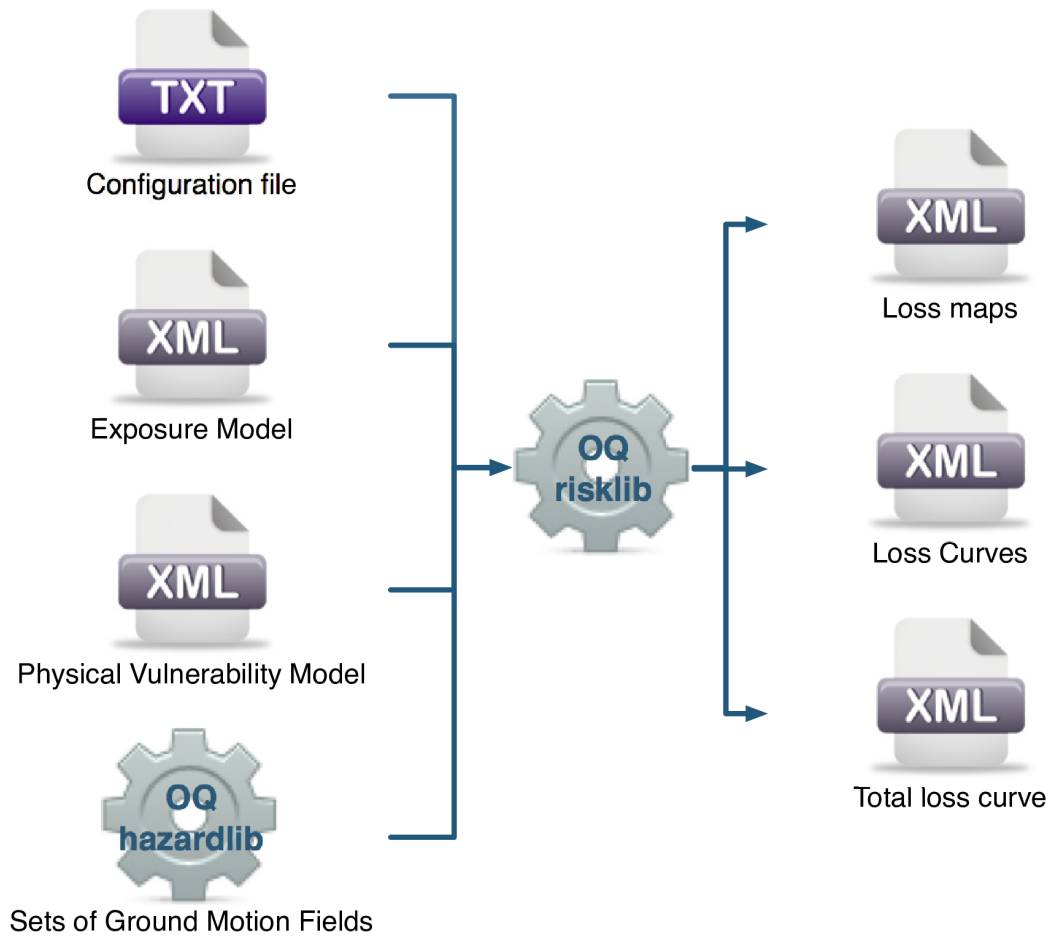 TXT
Configuration file
XML
Exposure Model
XML
Physical Vulnerability Model
OQ
hazardlib
Sets of Ground Motion Fields
OQ
risklib
XML
Loss maps
XML
Loss Curves
XML
Total loss curve